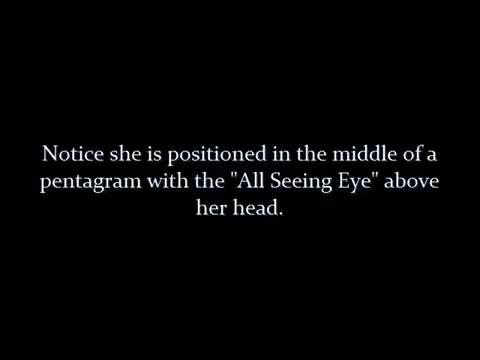 Notice she is positioned in the middle of a
pentagram with the "All Seeing Eye" above
her head.